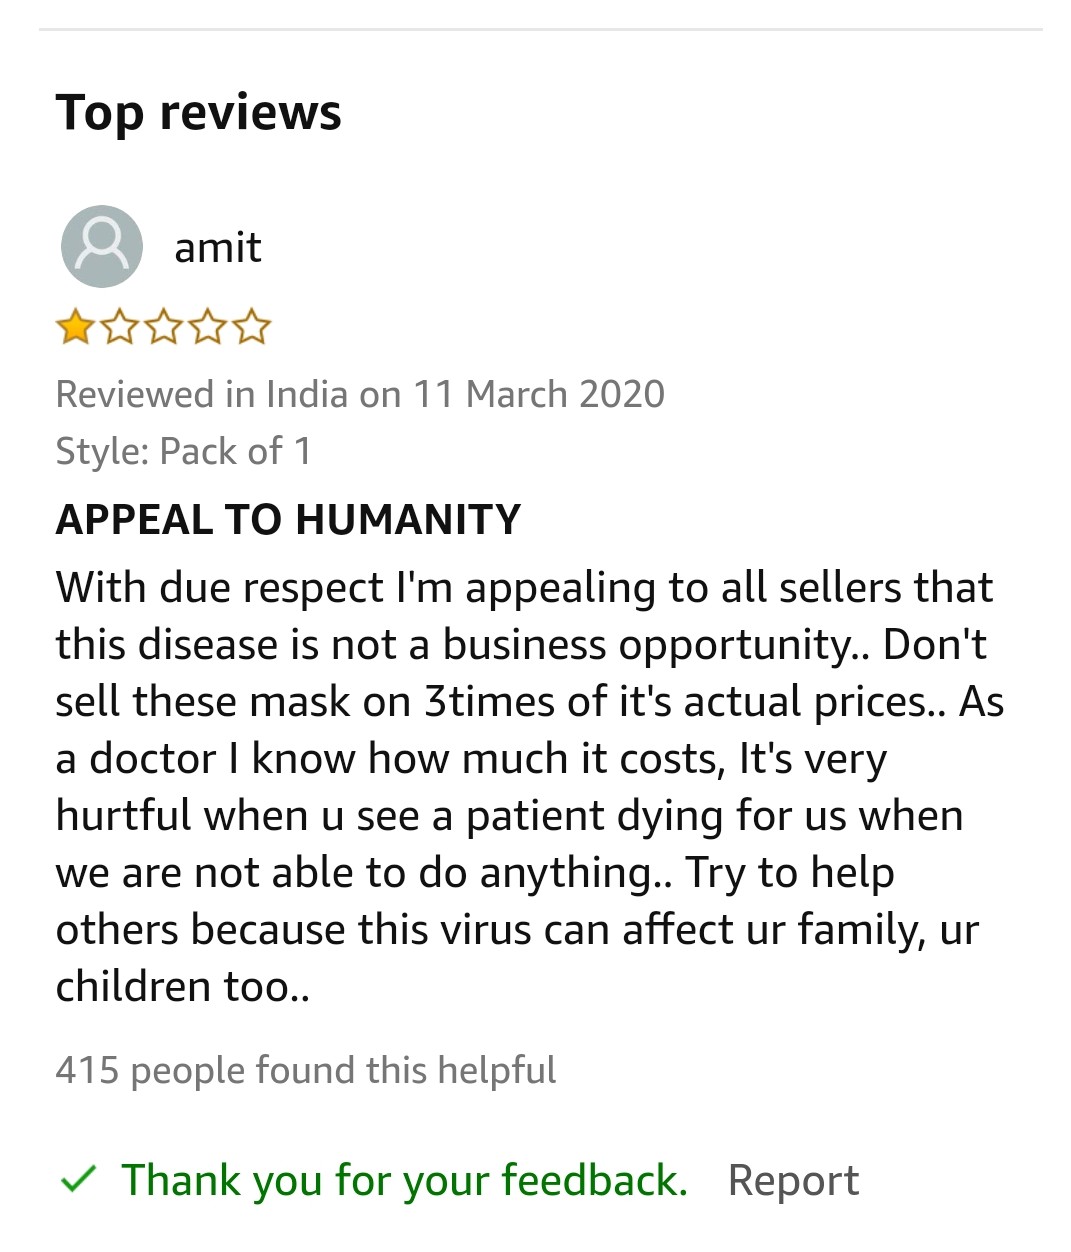 Top reviews
amit
Reviewed in India on 11 March 2020
Style: Pack of 1
APPEAL TO HUMANITY
With due respect I'm appealing to all sellers that
this disease is not a business opportunity.. Don't
sell these mask on 3times of it's actual prices.. As
a doctor I know how much it costs, It's very
hurtful when u see a patient dying for us when
we are not able to do anything.. Try to help
others because this virus can affect ur family, ur
children too..
415 people found this helpful
Thank you for your feedback. Report